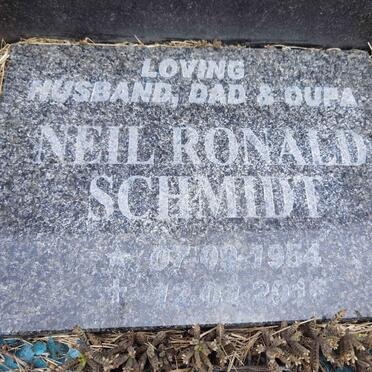 LOVING
HUSBAND, DAD & OUPA
NEIL RONALD
SCHMIDT